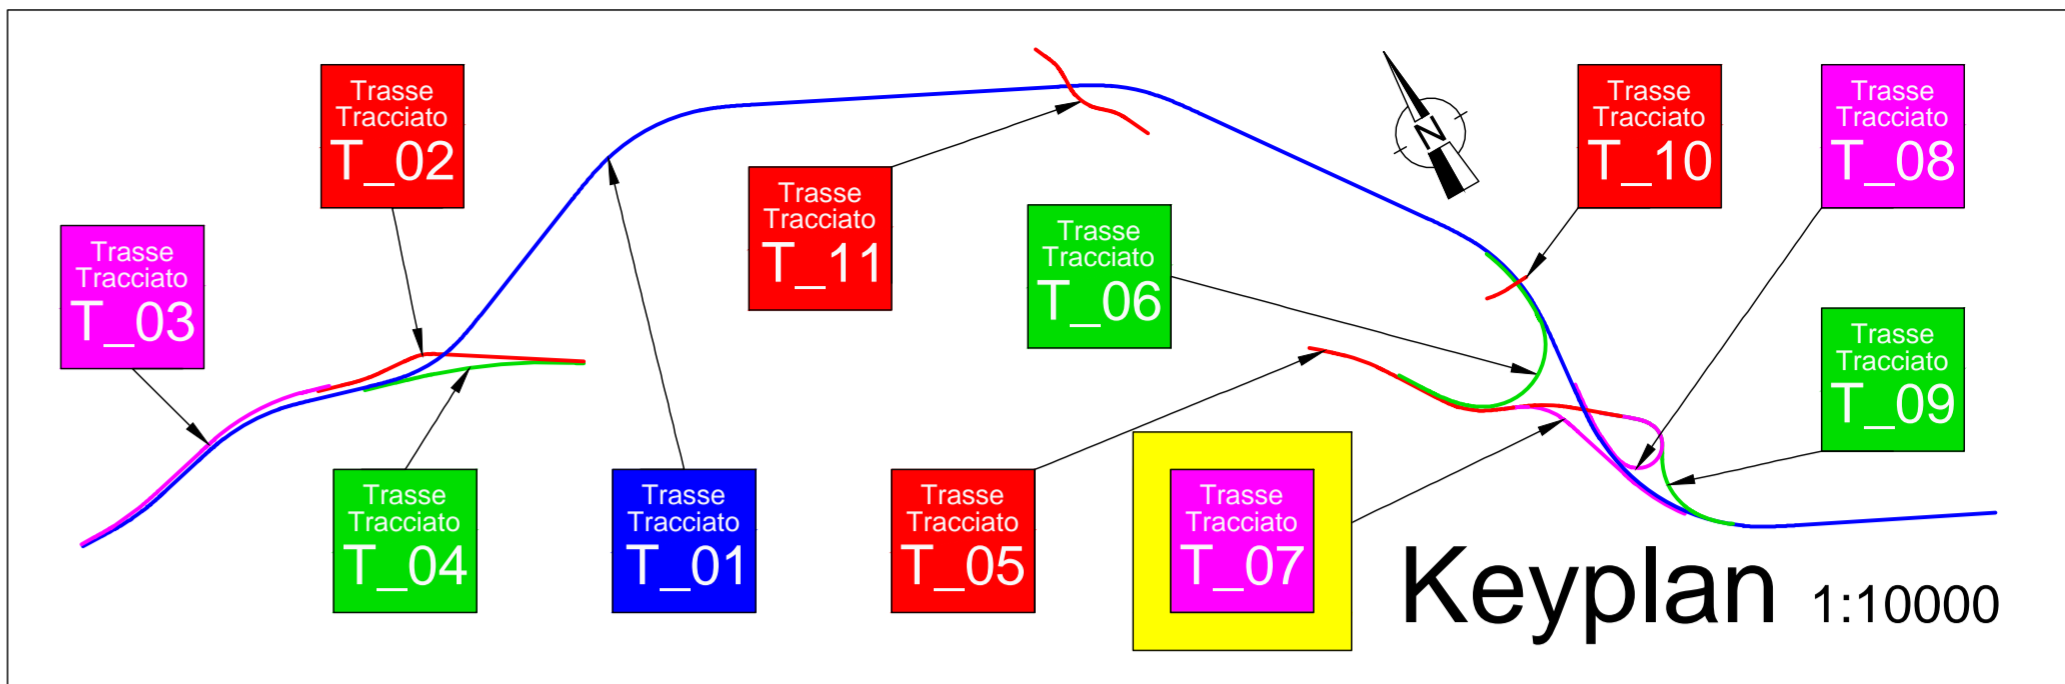 Trasse
Tracciato
T_02
Trasse
Tracciato
T_10
Trasse
Tracciato
T_08
Trasse
Tracciato
T_11
Trasse
Tracciato
T_03
Trasse
Tracciato
T_06
N
Trasse
Tracciato
T_09
Trasse
Tracciato
T_04
Trasse
Tracciato
T_01
Trasse
Tracciato
T_05
Trasse
Tracciato
T_07
Keyplan 1:10000